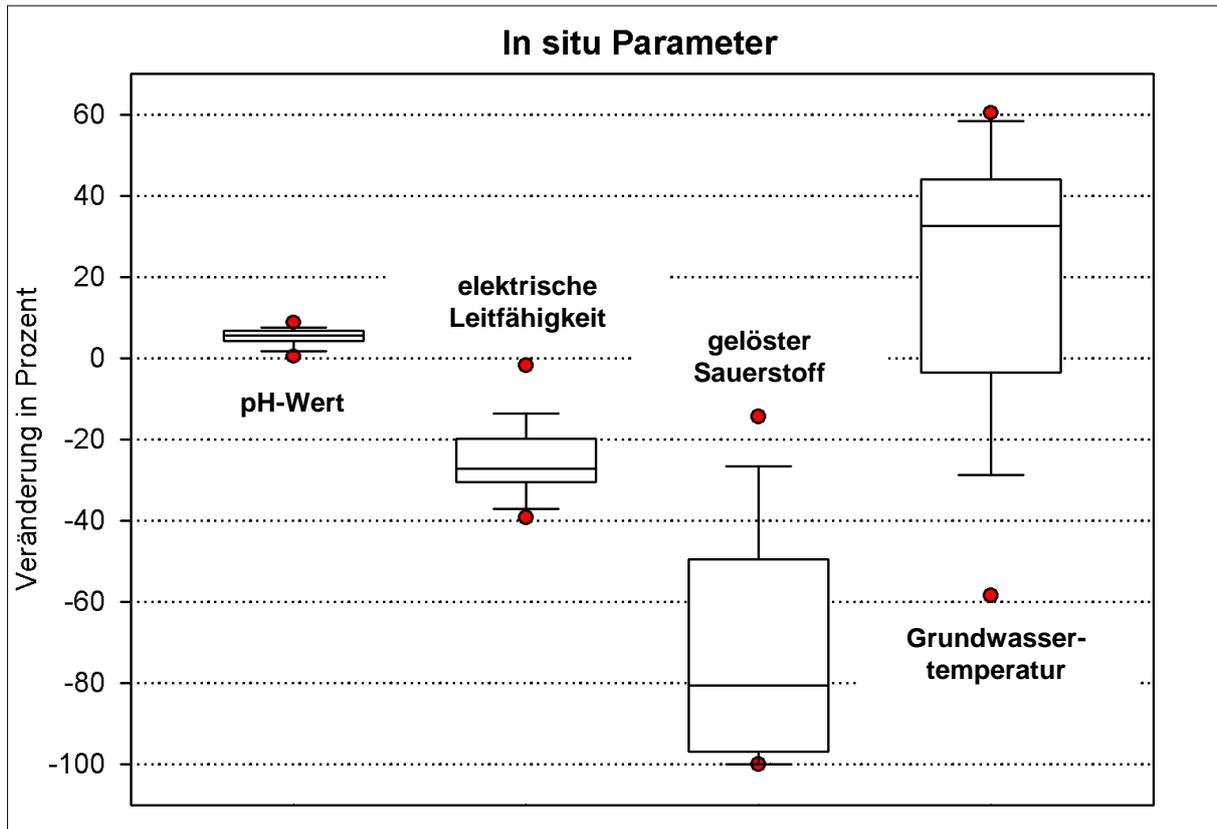 In situ Parameter
Veränderung in Prozent
60
40
20
0
-20
-40
-60
-80
-100
pH-Wert
elektrische
Leitfähigkeit
gelöster
Sauerstoff
Grundwasser-
temperatur